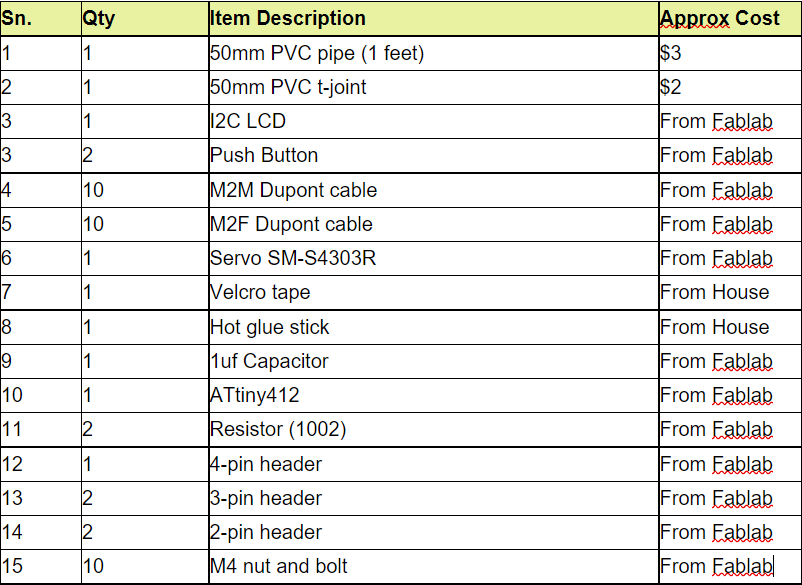 Sn. Qty Item Description Approx Cost
1 1 50mm PVC pipe (1 feet) $3
2 1 50mm PVC t-joint $2
3 1 I2C LCD From Fablab
3 2 Push Button From Fablab
4 10 M2M Dupont cable From Fablab
5 10 M2F Dupont cable From Fablab
6 1 Servo SM-S4303R From Fablab
7 1 Velcro tape From House
8 1 Hot glue stick From House
9 1 1uf Capacitor From Fablab
10 1 ATtiny412 From Fablab
11 2 Resistor (1002) From Fablab
12 1 4-pin header From Fablab
13 2 3-pin header From Fablab
14 2 2-pin header From Fablab
15 10 M4 nut and bolt From Fablab